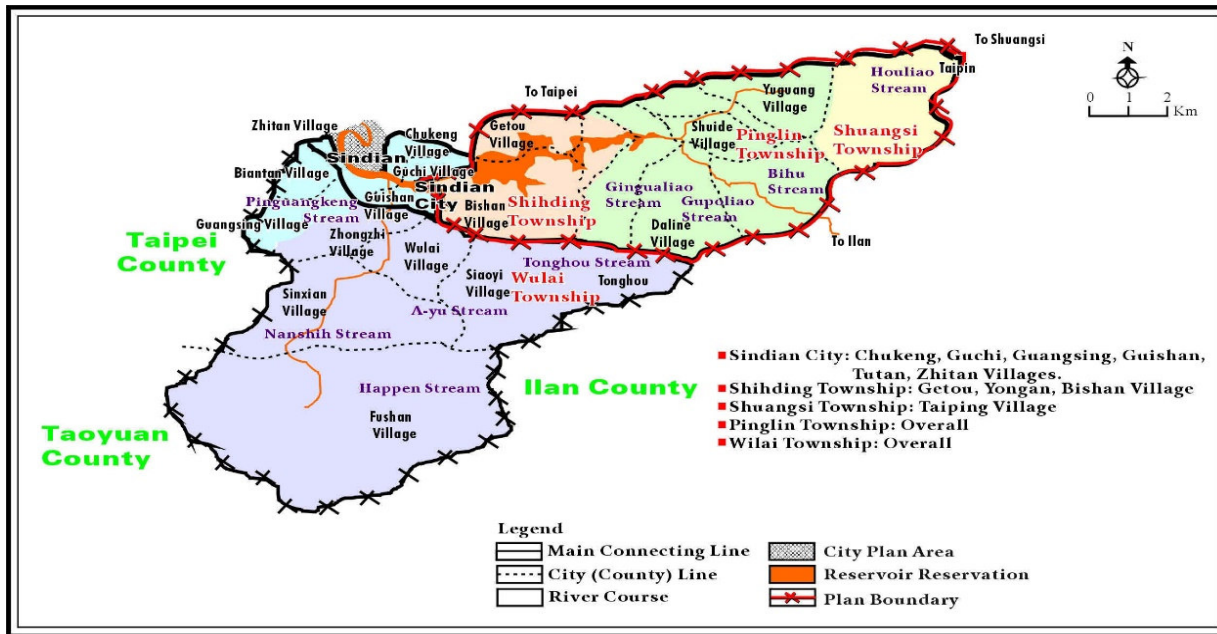 To Shuangsi
Taipin
N
0 1 2
Km
Houliao
Stream
To Taipei
Yuguang
Village
Zhitan Village
Chukeng
Village
Getou
Village
Shuide
Village
Pinglin
Township
Shuangsi
Township
Sindian
Guchi Village
Biantan Village
Sindian
City
Bihu
Stream
Pinguangkeng
Stream
Guishan
Village
Bishan
Village
Shihding
Township
Gingualiao
Stream
Gupoliao
Stream
Guangsing Village
Zhongzhi
Village
Daline
Village
To Ilan
Taipei
County
Wulai
Village
Tonghou Stream
Siaoyi
Village
Wulai
Township
Tonghou
Sinxian
Village
A-yu Stream
Nanshih Stream
Happen Stream
Ilan County
Fushan
Village
Taoyuan
County
Sindian City: Chukeng, Guchi, Guangsing, Guishan,
Tutan, Zhitan Villages.
Shihding Township: Getou, Yongan, Bishan Village
Shuangsi Township: Taiping Village
Pinglin Township: Overall
Wilai Township: Overall
Legend
Main Connecting Line
City (County) Line
River Course
City Plan Area
Reservoir Reservation
Plan Boundary